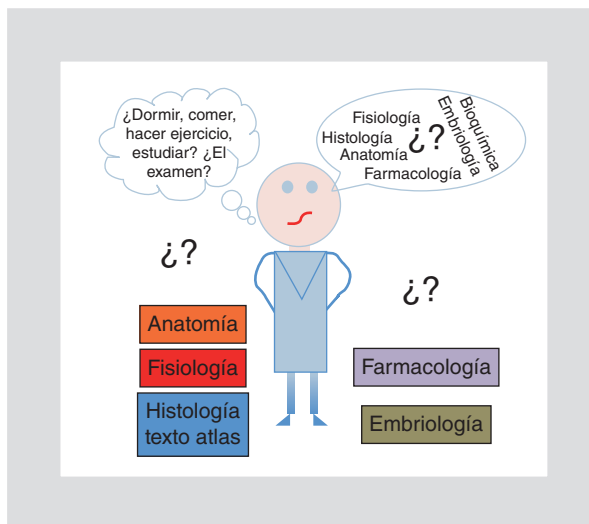 ¿Dormir, comer,
hacer ejercicio,
estudiar? ¿El
examen?
Fisiología
Histología
Anatomía
Farmacología
¿?
Bioquímica
Embriología
¿?
¿?
Anatomía
Fisiología
Histología
texto atlas
Farmacología
Embriología